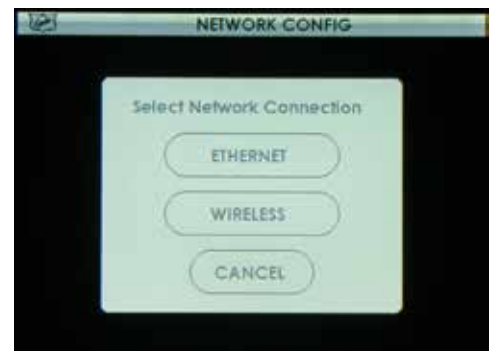 NETWORK CONFIG
Select Network Connection
ETHERNET
WIRELESS
CANCEL